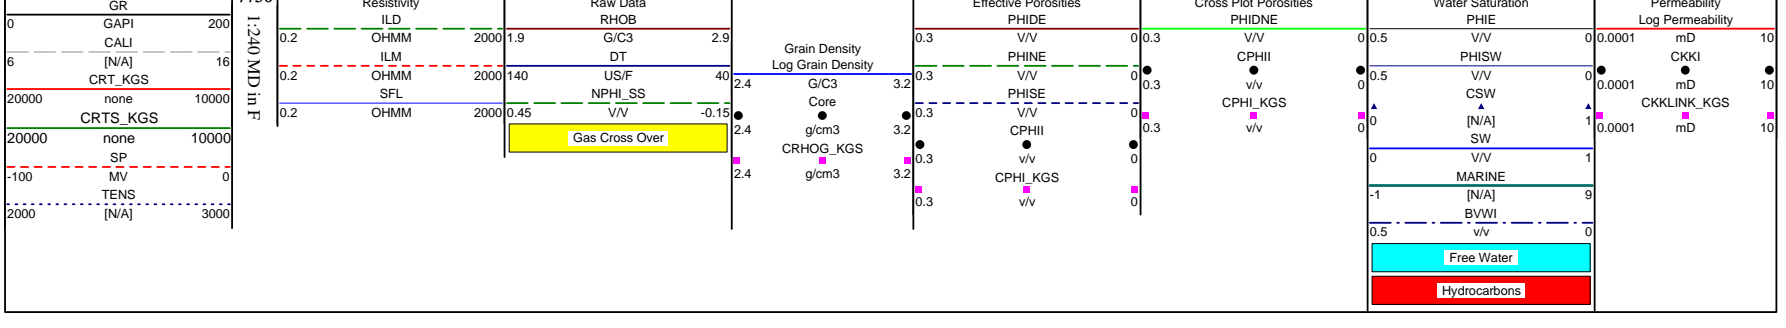 GR
0 GAPI 200
CALI
6 [N/A] 16
CRT_KGS
20000 none 10000
CRTS_KGS
20000 none 10000
SP
-100 MV 0
TENS
2000 [N/A] 3000
1:240 MD in F
Resistivity
ILD
0.2 OHMM 2000
ILM
0.2 OHMM 2000
SFL
0.2 OHMM 2000
Raw Data
RHOB
1.9 G/C3 2.9
DT
140 US/F 40
NPHI_SS
0.45 V/V -0.15
Gas Cross Over
Grain Density
Log Grain Density
2.4 G/C3 3.2
Core
2.4 g/cm3 3.2
CRHOG_KGS
2.4 g/cm3 3.2
Effective Porosities
PHIDE
0.3 V/V 0
PHINE
0.3 V/V 0
PHISE
0.3 V/V 0
CPHII
0.3 v/v 0
CPHI_KGS
0.3 v/v 0
Cross Plot Porosities
PHIDNE
0.3 V/V 0
CPHII
0.3 v/v 0
CPHI_KGS
0.3 v/v 0
Water Saturation
PHIE
0.5 V/V 0
PHISW
0.5 V/V 0
CSW
0 [N/A] 1
SW
0 V/V 1
MARINE
-1 [N/A] 9
BVWI
0.5 v/v 0
Free Water
Hydrocarbons
Permeability
Log Permeability
0.0001 mD 10
CKKI
0.0001 mD 10
CKKLINK_KGS
0.0001 mD 10